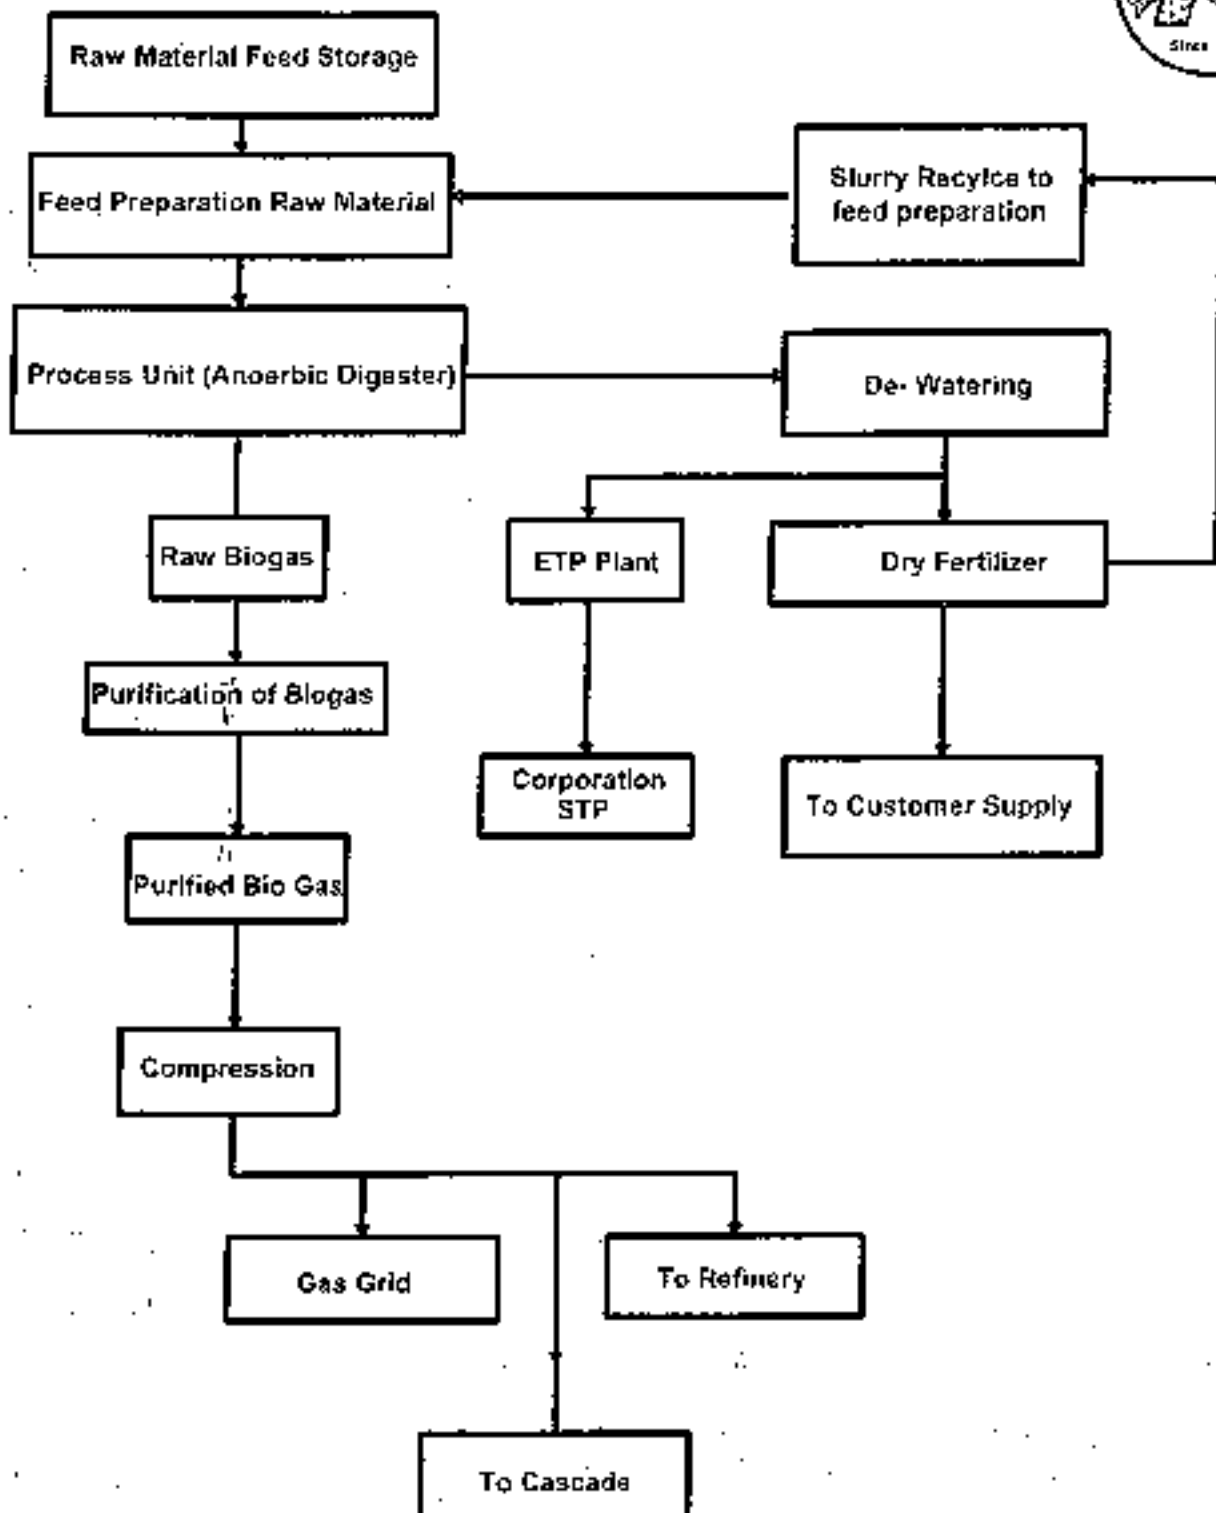 Since
Raw Material Feed Storage
Slurry Recylce to
feed preparation
Feed Preparation Raw Material
Process Unit (Anoerbic Digester)
De- Watering
Raw Biogas
ETP Plant
Dry Fertilizer
Purification of Biogas
Corporation
STP
To Customer Supply
Purified Bio Gas
Compression
Gas Grid
To Refinery
To Cascade